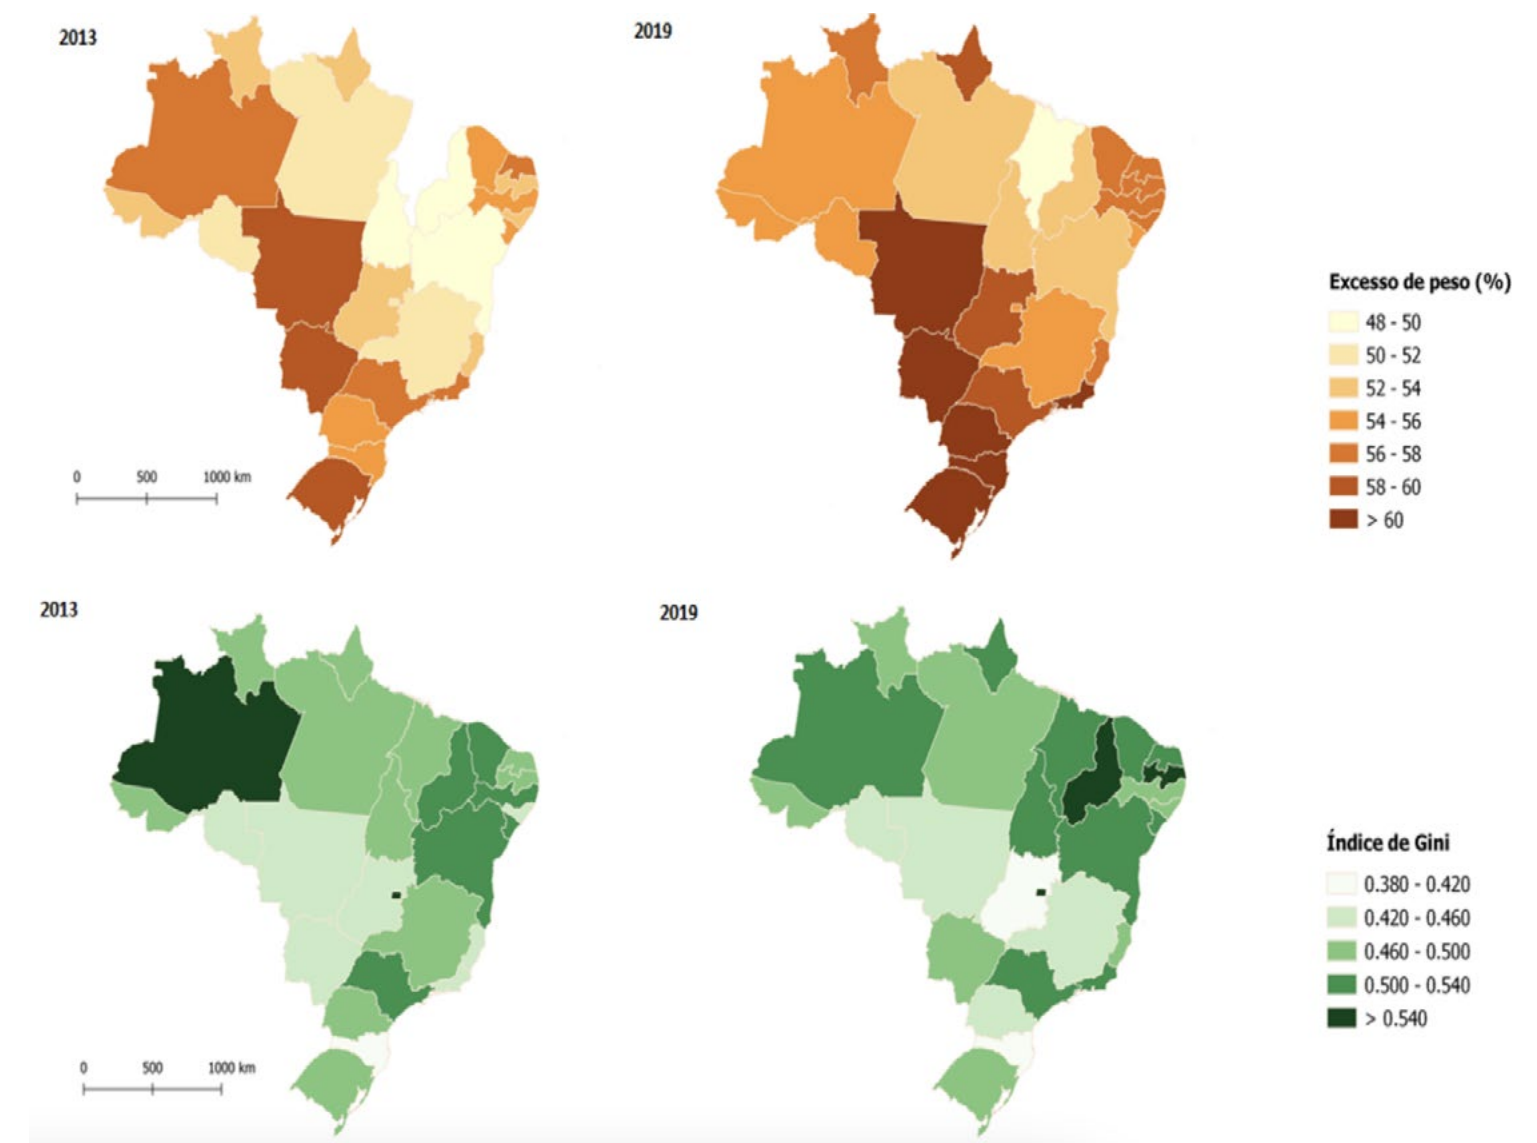 2013
2019
Excesso de peso (%)
48 - 50
50 - 52
52 - 54
54 - 56
56 - 58
58 - 60
> 60
0 500 1000 km
2013
2019
Índice de Gini
0.380 - 0.420
0.420 - 0.460
0.460 - 0.500
0.500 - 0.540
> 0.540
0 500 1000 km